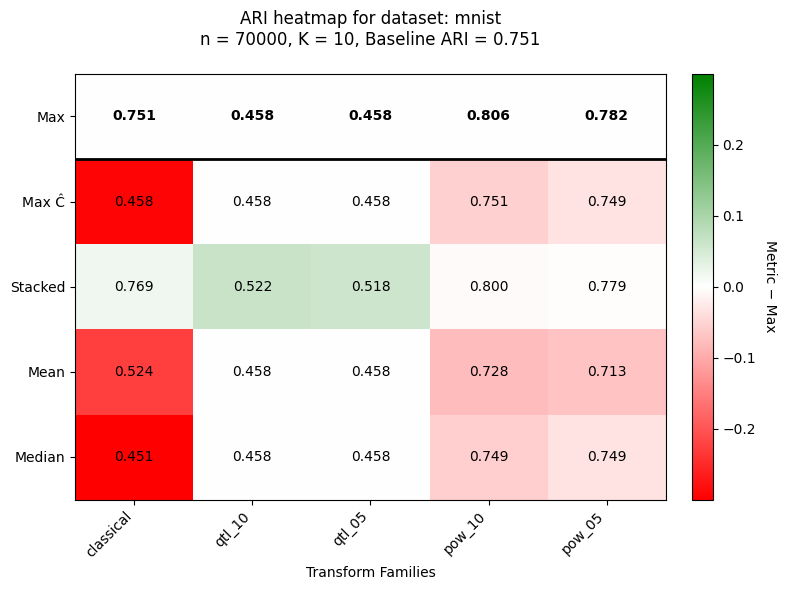 ARI heatmap for dataset: mnist
n = 70000, K = 10, Baseline ARI = 0.751
Max 0.751 0.458 0.458 0.806 0.782
Max Ĉ 0.458 0.458 0.458 0.751 0.749
Stacked 0.769 0.522 0.518 0.800 0.779
Mean 0.524 0.458 0.458 0.728 0.713
Median 0.451 0.458 0.458 0.749 0.749
classical qtl_10 qtl_05 pow_10 pow_05
Transform Families
0.2
0.1
0.0
−0.1
−0.2
Metric − Max